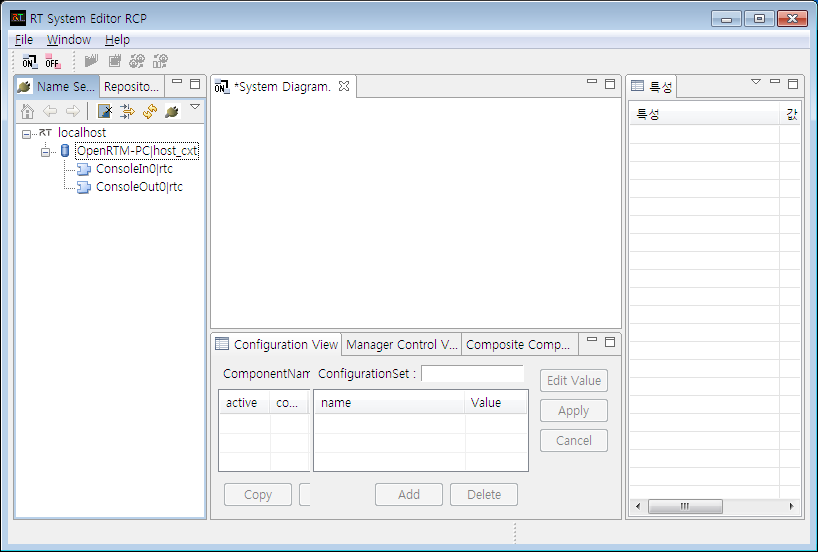 RT System Editor RCP
File Window Help
ON OFF
Name Se... Reposito...
ON *System Diagram.
특성
RT localhost
OpenRTM-PC|host_cxt
ConsoleIn0|rtc
ConsoleOut0|rtc
특성 값
Configuration View Manager Control V... Composite Comp...
ComponentNam ConfigurationSet :
Edit Value
active co... name Value
Apply
Cancel
Copy Add Delete